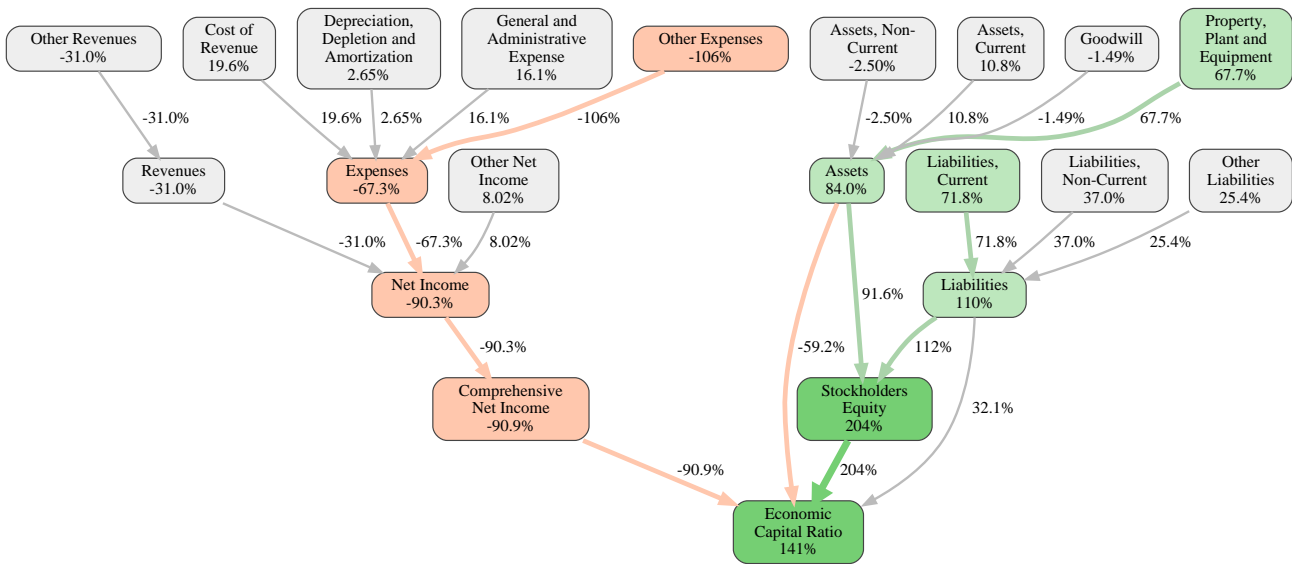 Other Revenues
-31.0%
Cost of
Revenue
19.6%
Depreciation,
Depletion and
Amortization
2.65%
General and
Administrative
Expense
16.1%
Other Expenses
-106%
Assets, Non-
Current
-2.50%
Assets,
Current
10.8%
Goodwill
-1.49%
Property,
Plant and
Equipment
67.7%
-31.0%
19.6%
2.65%
16.1%
-106%
-2.50%
10.8%
-1.49%
67.7%
Revenues
-31.0%
Expenses
-67.3%
Other Net
Income
8.02%
Assets
84.0%
Liabilities,
Current
71.8%
Liabilities,
Non-Current
37.0%
Other
Liabilities
25.4%
-31.0%
-67.3%
8.02%
71.8%
37.0%
25.4%
Net Income
-90.3%
91.6%
Liabilities
110%
-90.3%
-59.2%
112%
Comprehensive
Net Income
-90.9%
Stockholders
Equity
204%
32.1%
-90.9%
204%
Economic
Capital Ratio
141%